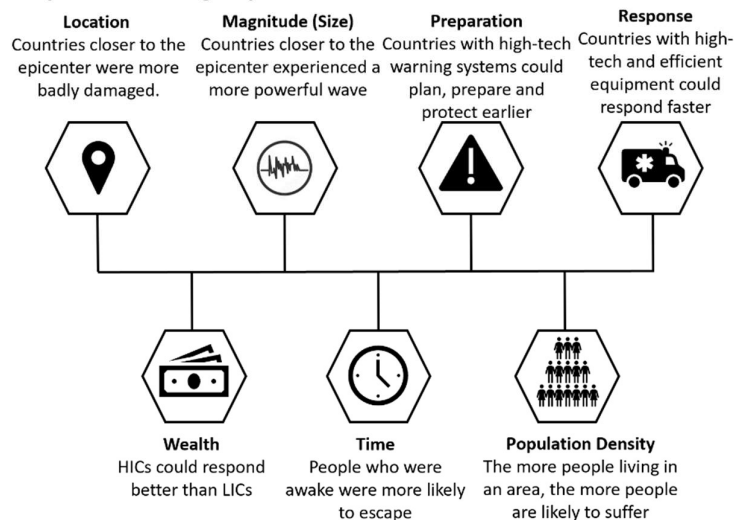 Location
Countries closer to the
epicenter were more
badly damaged.
Magnitude (Size)
Countries closer to the
epicenter experienced a
more powerful wave
Preparation
Countries with high-tech
warning systems could
plan, prepare and
protect earlier
Response
Countries with high-
tech and efficient
equipment could
respond faster
Wealth
HICs could respond
better than LICs
Time
People who were
awake were more likely
to escape
Population Density
The more people living in
an area, the more people
are likely to suffer